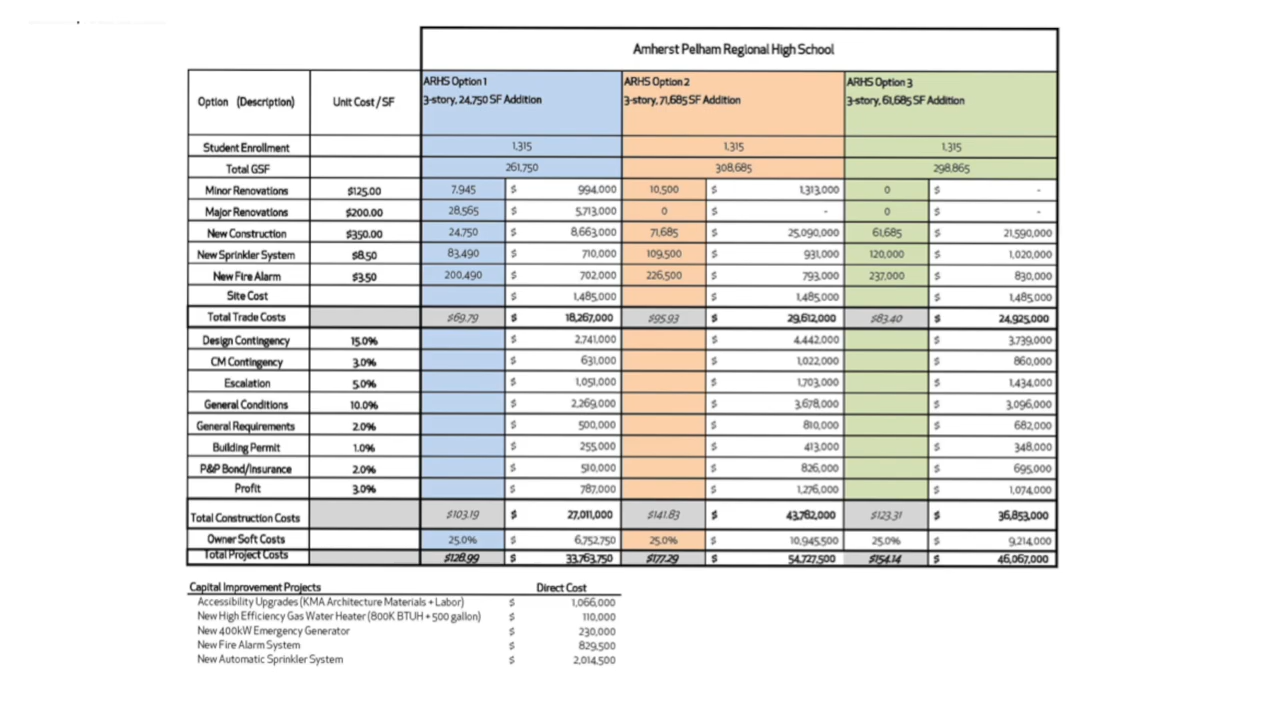 Amherst Pelham Regional High School
Option (Description) Unit Cost / SF ARHS Option 1 3-story, 24,750 SF Addition ARHS Option 2 3-story, 71,685 SF Addition ARHS Option 3 3-story, 61,685 SF Addition
Student Enrollment 1,315 1,315 1,315
Total GSF 261,750 308,685 298,865
Minor Renovations $125.00 7,945 $ 994,000 10,500 $ 1,313,000 0 $ -
Major Renovations $200.00 28,565 $ 5,713,000 0 $ - 0 $ -
New Construction $350.00 24,750 $ 8,663,000 71,685 $ 25,090,000 61,685 $ 21,590,000
New Sprinkler System $8.50 83,490 $ 710,000 109,500 $ 931,000 120,000 $ 1,020,000
New Fire Alarm $3.50 200,490 $ 702,000 226,500 $ 793,000 237,000 $ 830,000
Site Cost $ 1,485,000 $ 1,485,000 $ 1,485,000
Total Trade Costs $69.79 $ 18,267,000 $95.93 $ 29,612,000 $83.40 $ 24,925,000
Design Contingency 15.0% $ 2,741,000 $ 4,442,000 $ 3,739,000
CM Contingency 3.0% $ 631,000 $ 1,022,000 $ 860,000
Escalation 5.0% $ 1,051,000 $ 1,703,000 $ 1,434,000
General Conditions 10.0% $ 2,269,000 $ 3,678,000 $ 3,096,000
General Requirements 2.0% $ 500,000 $ 810,000 $ 682,000
Building Permit 1.0% $ 255,000 $ 413,000 $ 348,000
P&P Bond/Insurance 2.0% $ 510,000 $ 826,000 $ 695,000
Profit 3.0% $ 787,000 $ 1,276,000 $ 1,074,000
Total Construction Costs $103.19 $ 27,011,000 $141.83 $ 43,782,000 $123.31 $ 36,853,000
Owner Soft Costs 25.0% $ 6,752,750 25.0% $ 10,945,500 25.0% $ 9,214,000
Total Project Costs $128.99 $ 33,763,750 $177.29 $ 54,727,500 $154.14 $ 46,067,000
Capital Improvement Projects Direct Cost
Accessibility Upgrades (KMA Architecture Materials + Labor) $ 1,066,000
New High Efficiency Gas Water Heater (800K BTUH + 500 gallon) $ 110,000
New 400kW Emergency Generator $ 230,000
New Fire Alarm System $ 829,500
New Automatic Sprinkler System $ 2,014,500